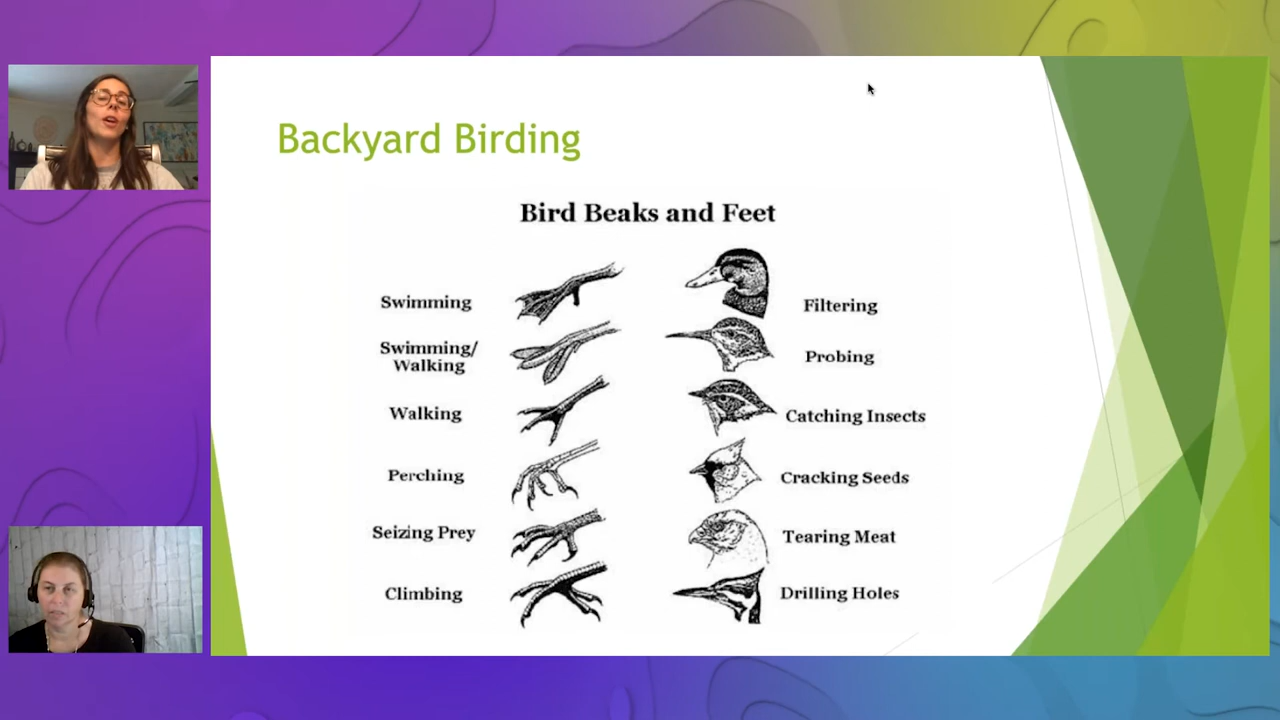 Backyard Birding
Bird Beaks and Feet
Swimming
Filtering
Swimming/
Walking
Probing
Walking
Catching Insects
Perching
Cracking Seeds
Seizing Prey
Tearing Meat
Climbing
Drilling Holes